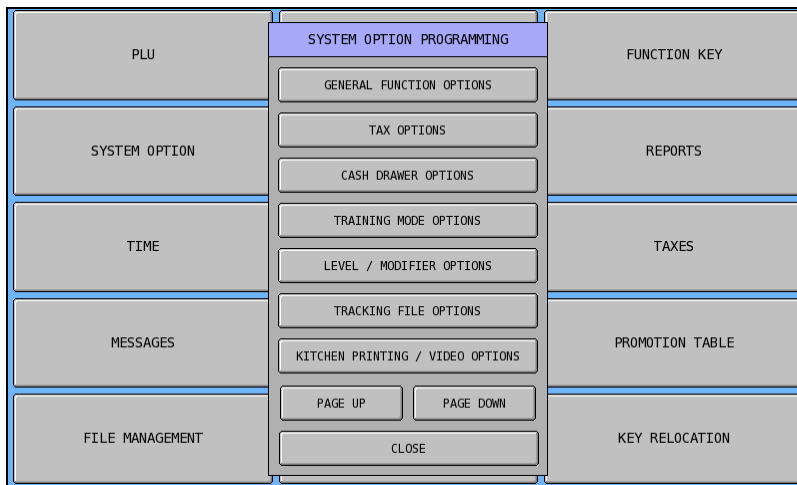 SYSTEM OPTION PROGRAMMING
PLU
FUNCTION KEY
GENERAL FUNCTION OPTIONS
TAX OPTIONS
SYSTEM OPTION
REPORTS
CASH DRAWER OPTIONS
TRAINING MODE OPTIONS
TIME
TAXES
LEVEL / MODIFIER OPTIONS
TRACKING FILE OPTIONS
MESSAGES
PROMOTION TABLE
KITCHEN PRINTING / VIDEO OPTIONS
PAGE UP
PAGE DOWN
FILE MANAGEMENT
KEY RELOCATION
CLOSE